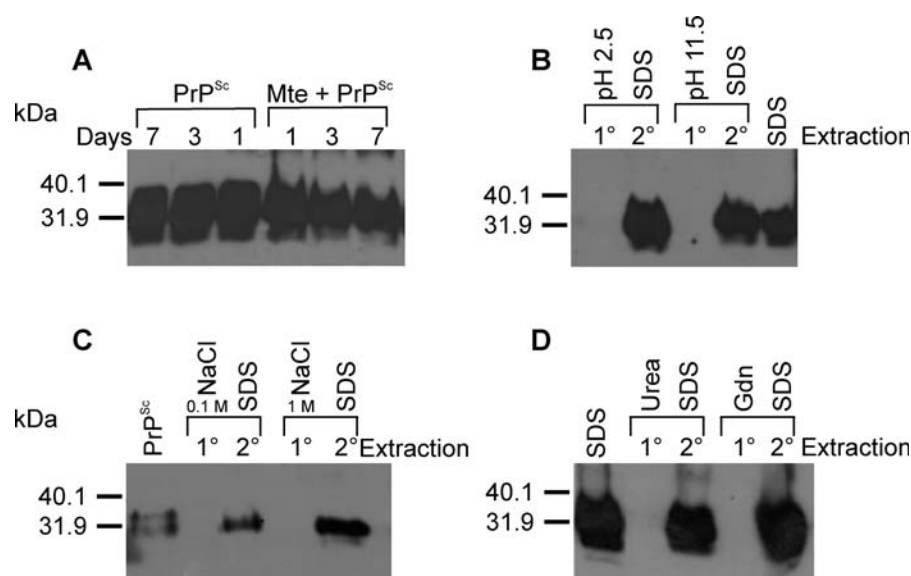 A
PrP^Sc Mte + PrP^Sc
kDa
Days 7 3 1 1 3 7
40.1
31.9
B
pH 2.5 SDS pH 11.5 SDS SDS
1° 2° 1° 2° Extraction
40.1
31.9
C
PrP^Sc NaCl 0.1 M SDS NaCl 1 M SDS
kDa
1° 2° 1° 2° Extraction
40.1
31.9
D
SDS Urea SDS Gdn SDS
1° 2° 1° 2° Extraction
40.1
31.9